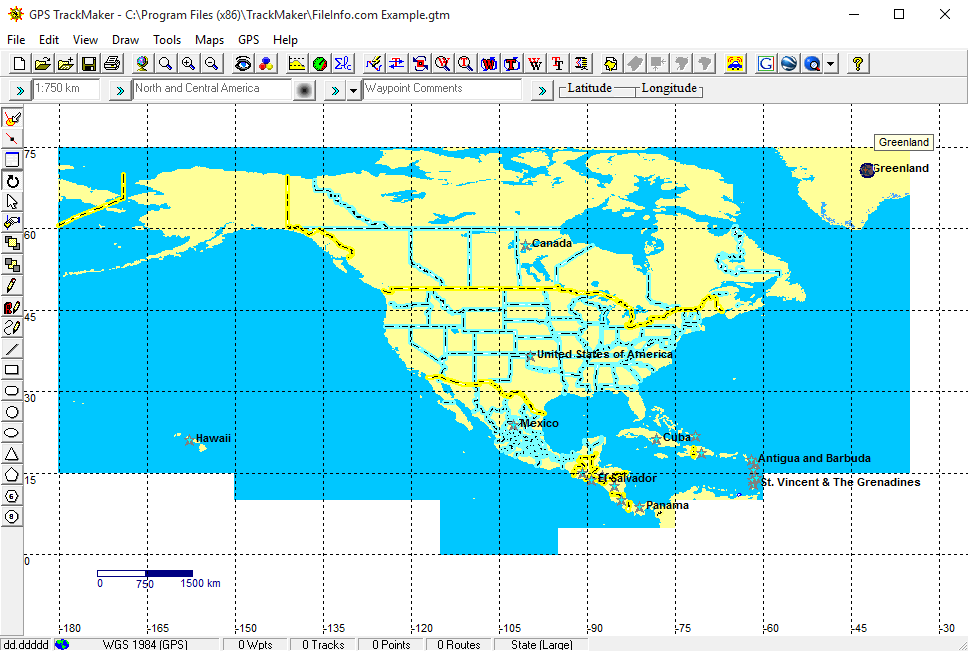 GPS TrackMaker - C:\Program Files (x86)\TrackMaker\FileInfo.com Example.gtm
File Edit View Draw Tools Maps GPS Help
1:750 km North and Central America Waypoint Comments Latitude Longitude
Greenland
75
Greenland
60
Canada
45
United States of America
30
Mexico
Hawaii
Cuba
Antigua and Barbuda
15
El Salvador
St. Vincent & The Grenadines
Panama
0
0 750 1500 km
-180 -165 -150 -135 -120 -105 -90 -75 -60 -45 -30
dd.ddddd WGS 1984 (GPS) 0 Wpts 0 Tracks 0 Points 0 Routes State (Large)